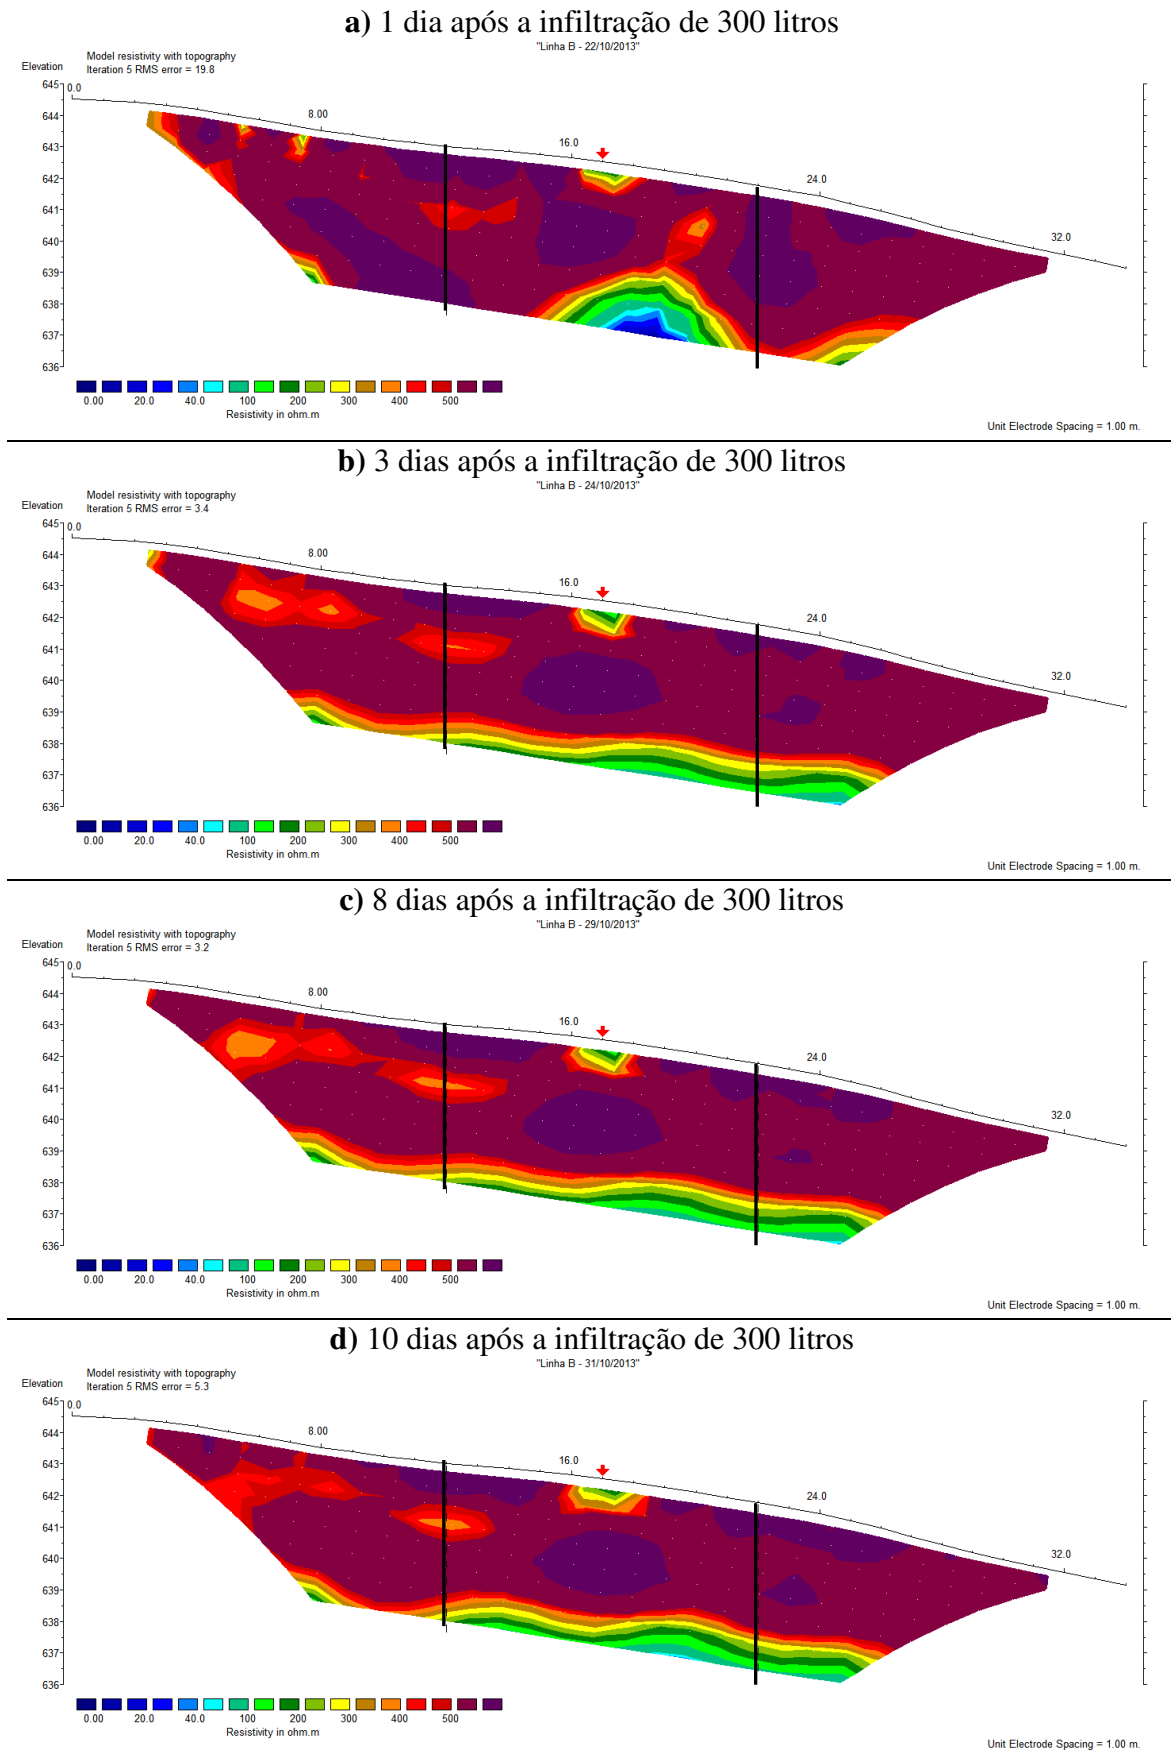 a) 1 dia após a infiltração de 300 litros
"Linha B - 22/10/2013"
Model resistivity with topography
Elevation
Iteration 5 RMS error = 19.8
645
0.0
644
8.00
643
16.0
642
24.0
641
32.0
640
639
638
637
636
0.00 20.0 40.0 100 200 300 400 500
Resistivity in ohm.m
Unit Electrode Spacing = 1.00 m.
b) 3 dias após a infiltração de 300 litros
"Linha B - 24/10/2013"
Model resistivity with topography
Elevation
Iteration 5 RMS error = 3.4
645
0.0
644
8.00
643
16.0
642
24.0
641
32.0
640
639
638
637
636
0.00 20.0 40.0 100 200 300 400 500
Resistivity in ohm.m
Unit Electrode Spacing = 1.00 m.
c) 8 dias após a infiltração de 300 litros
"Linha B - 29/10/2013"
Model resistivity with topography
Elevation
Iteration 5 RMS error = 3.2
645
0.0
644
8.00
643
16.0
642
24.0
641
32.0
640
639
638
637
636
0.00 20.0 40.0 100 200 300 400 500
Resistivity in ohm.m
Unit Electrode Spacing = 1.00 m.
d) 10 dias após a infiltração de 300 litros
"Linha B - 31/10/2013"
Model resistivity with topography
Elevation
Iteration 5 RMS error = 5.3
645
0.0
644
8.00
643
16.0
642
24.0
641
32.0
640
639
638
637
636
0.00 20.0 40.0 100 200 300 400 500
Resistivity in ohm.m
Unit Electrode Spacing = 1.00 m.